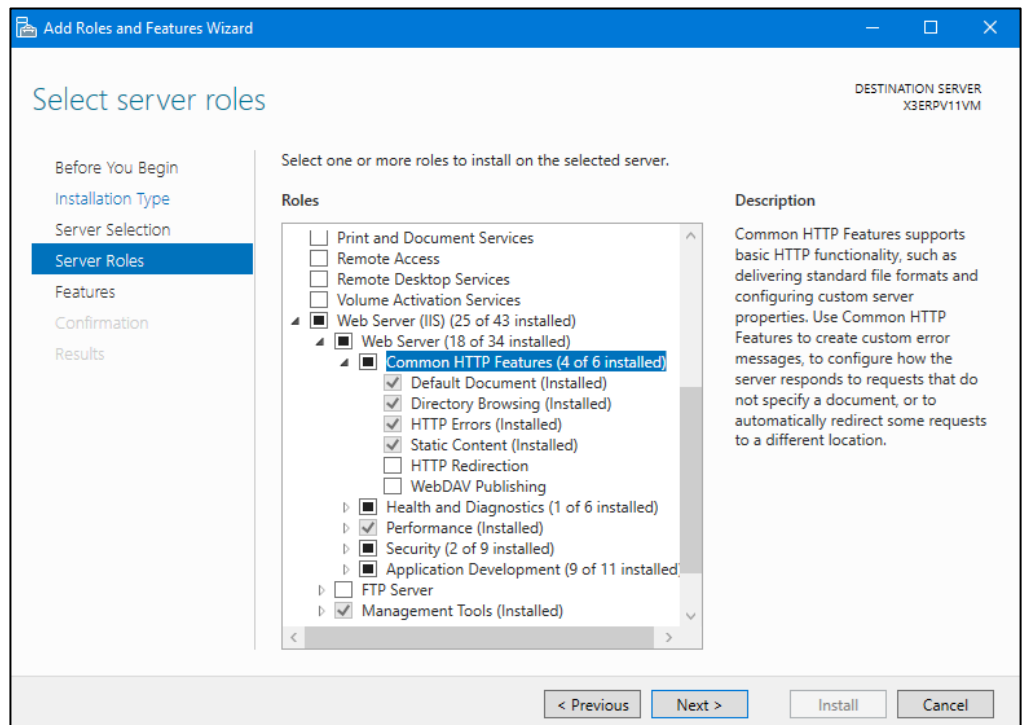 Add Roles and Features Wizard
Select server roles
DESTINATION SERVER
X3ERPV11VM
Before You Begin
Installation Type
Server Selection
Server Roles
Features
Confirmation
Results
Select one or more roles to install on the selected server.
Roles
Print and Document Services
Remote Access
Remote Desktop Services
Volume Activation Services
Web Server (IIS) (25 of 43 installed)
Web Server (18 of 34 installed)
Common HTTP Features (4 of 6 installed)
Default Document (Installed)
Directory Browsing (Installed)
HTTP Errors (Installed)
Static Content (Installed)
HTTP Redirection
WebDAV Publishing
Health and Diagnostics (1 of 6 installed)
Performance (Installed)
Security (2 of 9 installed)
Application Development (9 of 11 installed)
FTP Server
Management Tools (Installed)
Description
Common HTTP Features supports
basic HTTP functionality, such as
delivering standard file formats and
configuring custom server
properties. Use Common HTTP
Features to create custom error
messages, to configure how the
server responds to requests that do
not specify a document, or to
automatically redirect some requests
to a different location.
< Previous
Next >
Install
Cancel